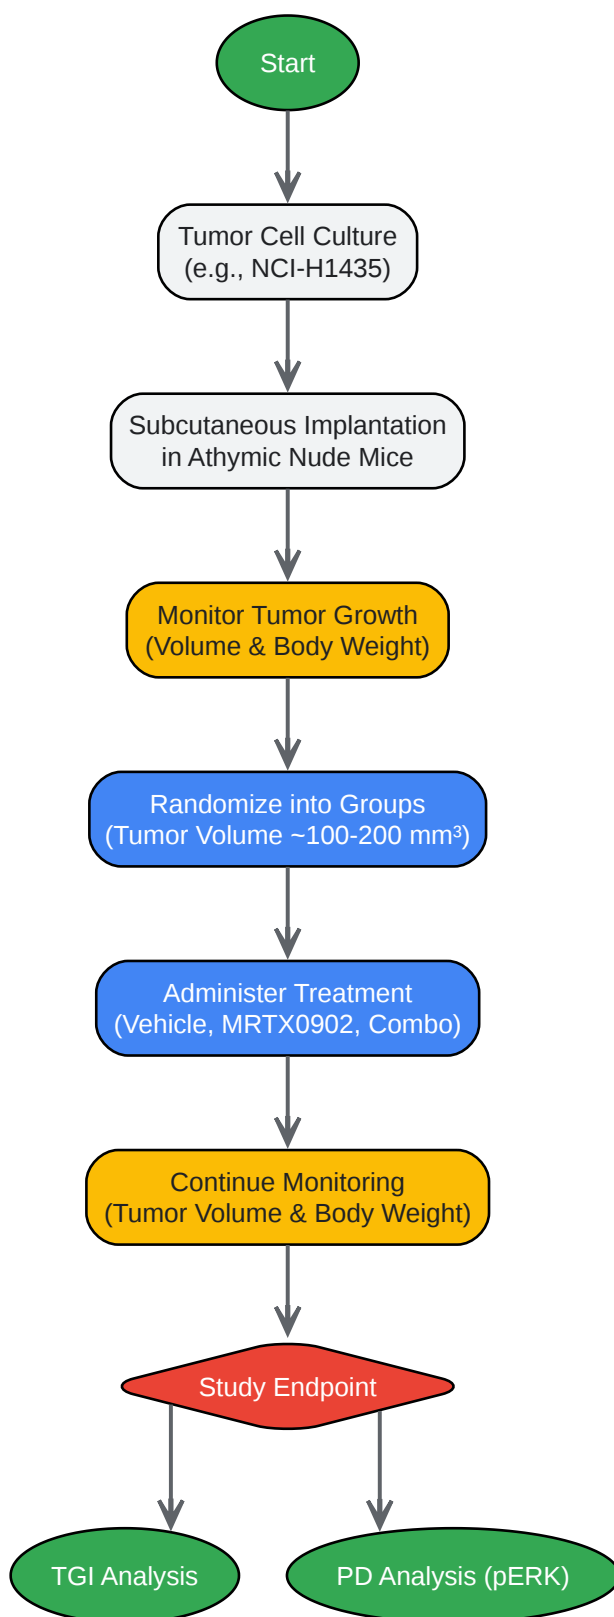 Start
Tumor Cell Culture
(e.g., NCI-H1435)
Subcutaneous Implantation
in Athymic Nude Mice
Monitor Tumor Growth
(Volume & Body Weight)
Randomize into Groups
(Tumor Volume ~100-200 mm³)
Administer Treatment
(Vehicle, MRTX0902, Combo)
Continue Monitoring
(Tumor Volume & Body Weight)
Study Endpoint
TGI Analysis
PD Analysis (pERK)